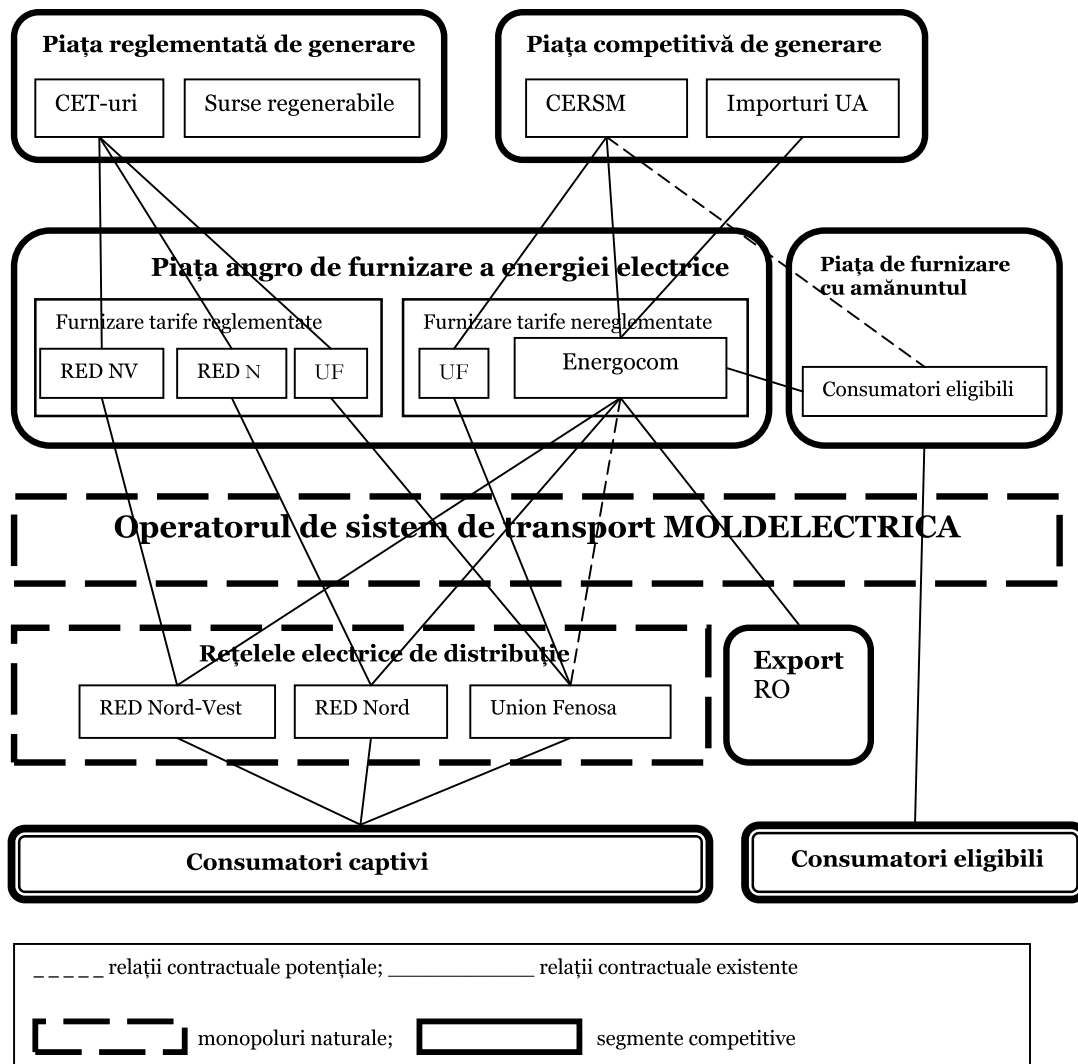 Piața reglementată de generare
Piața competitivă de generare
CET-uri
Surse regenerabile
CERSM
Importuri UA
Piața angro de furnizare a energiei electrice
Piața de furnizare
cu amănuntul
Furnizare tarife reglementate
Furnizare tarife nereglementate
RED NV
RED N
UF
UF
Energocom
Consumatori eligibili
Operatorul de sistem de transport MOLDELECTRICA
Rețelele electrice de distribuție
Export
RO
RED Nord-Vest
RED Nord
Union Fenosa
Consumatori captivi
Consumatori eligibili
_ _ _ _ _ relații contractuale potențiale; _____________ relații contractuale existente
monopoluri naturale;
segmente competitive